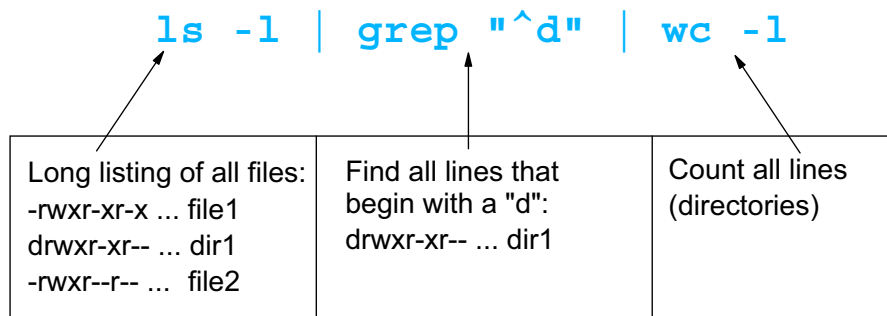 ls -l | grep "^d" | wc -l
Long listing of all files:
-rwxr-xr-x ... file1
drwxr-xr-- ... dir1
-rwxr--r-- ... file2
Find all lines that
begin with a "d":
drwxr-xr-- ... dir1
Count all lines
(directories)